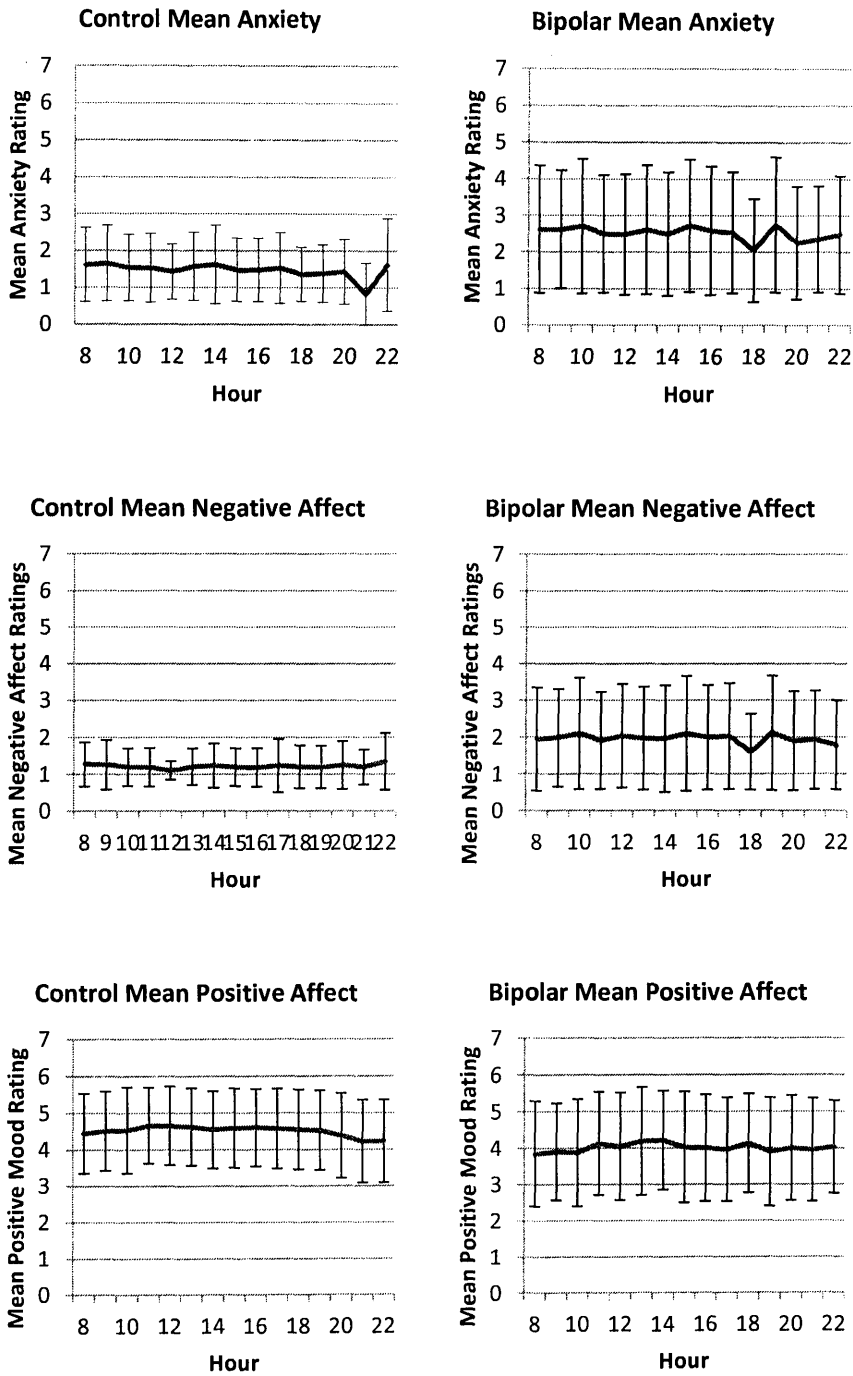 Control Mean Anxiety
Mean Anxiety Rating
7
6
5
4
3
2
1
0
8 10 12 14 16 18 20 22
Hour
Bipolar Mean Anxiety
Mean Anxiety Rating
7
6
5
4
3
2
1
0
8 10 12 14 16 18 20 22
Hour
Control Mean Negative Affect
Mean Negative Affect Ratings
7
6
5
4
3
2
1
0
8 9 10 11 12 13 14 15 16 17 18 19 20 21 22
Hour
Bipolar Mean Negative Affect
Mean Negative Affect Ratings
7
6
5
4
3
2
1
0
8 10 12 14 16 18 20 22
Hour
Control Mean Positive Affect
Mean Positive Mood Rating
7
6
5
4
3
2
1
0
8 10 12 14 16 18 20 22
Hour
Bipolar Mean Positive Affect
Mean Positive Mood Rating
7
6
5
4
3
2
1
0
8 10 12 14 16 18 20 22
Hour